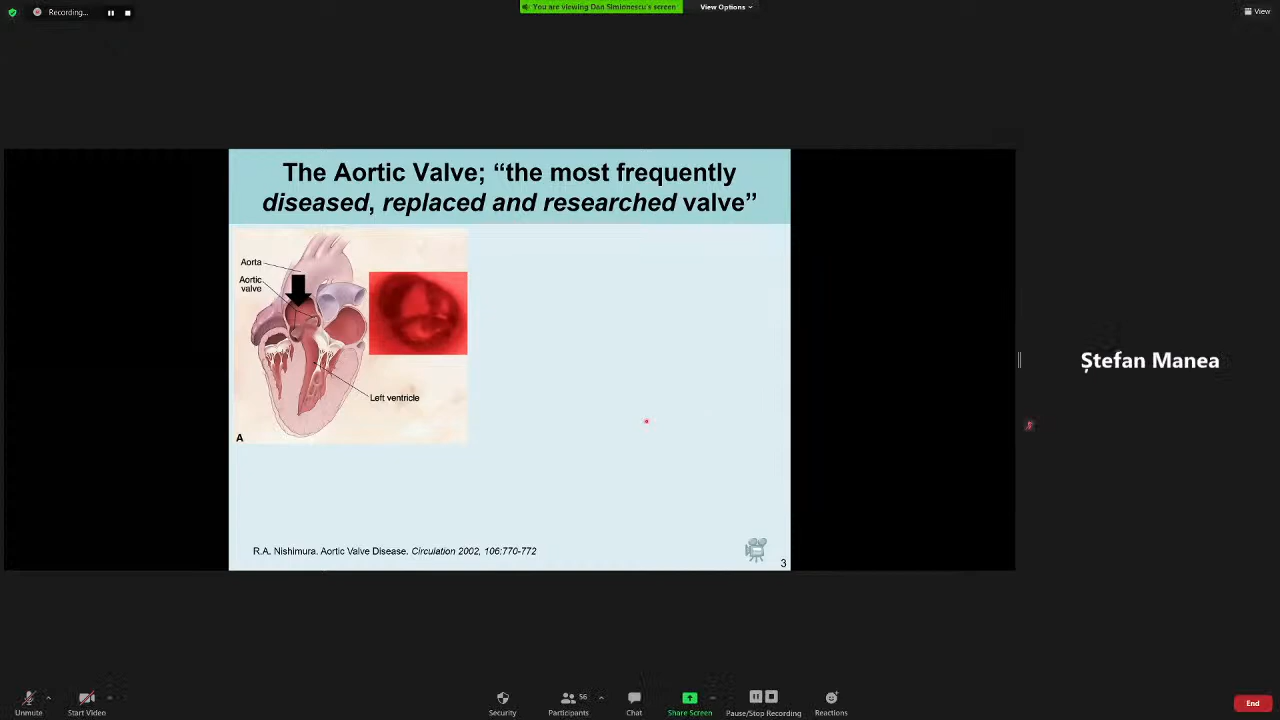 Recording...
You are viewing Dan Simionescu's screen
View Options
View
The Aortic Valve; “the most frequently
diseased, replaced and researched valve”
Aorta
Aortic
valve
Left ventricle
A
R.A. Nishimura. Aortic Valve Disease. Circulation 2002, 106:770-772
3
Ștefan Manea
Unmute
Start Video
Security
Participants
56
Chat
Share Screen
Pause/Stop Recording
Reactions
End